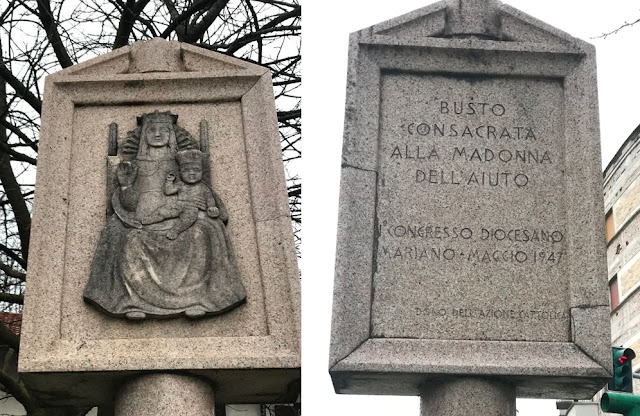 BUSTO
CONSACRATA
ALLA MADONNA
DELL'AIUTO
CONGRESSO DIOCESANO
MARIANO - MAGGIO 1947
DELL'AZIONE CATTOLICA